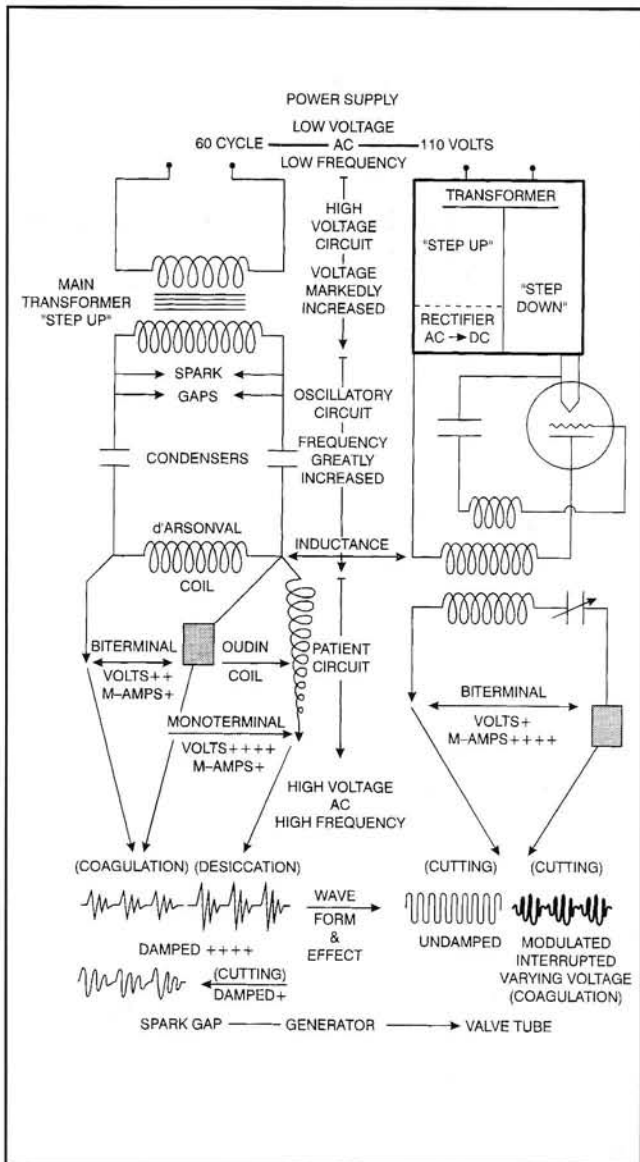 POWER SUPPLY
LOW VOLTAGE
60 CYCLE AC 110 VOLTS
LOW FREQUENCY
HIGH
VOLTAGE
CIRCUIT
VOLTAGE
MARKEDLY
INCREASED
MAIN
TRANSFORMER
"STEP UP"
TRANSFORMER
"STEP UP"
"STEP
DOWN"
RECTIFIER
AC → DC
SPARK
GAPS
OSCILLATORY
CIRCUIT
FREQUENCY
GREATLY
INCREASED
CONDENSERS
d'ARSONVAL
COIL
INDUCTANCE
BITERMINAL
VOLTS++
M–AMPS+
OUDIN
COIL
PATIENT
CIRCUIT
MONOTERMINAL
VOLTS++++
M–AMPS+
BITERMINAL
VOLTS+
M–AMPS++++
HIGH VOLTAGE
AC
HIGH FREQUENCY
(COAGULATION) (DESICCATION)
WAVE
FORM
&
EFFECT
DAMPED ++++
(CUTTING)
DAMPED+
(CUTTING) (CUTTING)
UNDAMPED
MODULATED
INTERRUPTED
VARYING VOLTAGE
(COAGULATION)
SPARK GAP GENERATOR VALVE TUBE